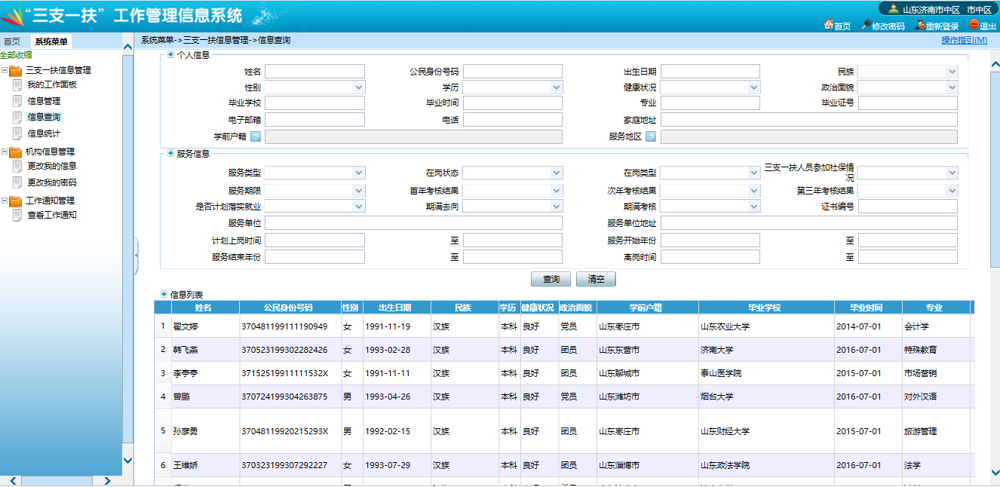 “三支一扶”工作管理信息系统
山东济南市中区 市中区
首页 修改密码 重新登录 退出
首页 系统菜单
系统菜单->三支一扶信息管理->信息查询
操作指引(M)
全部收缩
三支一扶信息管理
我的工作面板
信息管理
信息查询
信息统计
机构信息管理
更改我的信息
更改我的密码
工作通知管理
查看工作通知
个人信息
姓名 公民身份号码 出生日期 民族
性别 学历 健康状况 政治面貌
毕业学校 毕业时间 专业 毕业证号
电子邮箱 电话 家庭地址
学前户籍 服务地区
服务信息
服务类型 在岗状态 在岗类型 三支一扶人员参加社保情
况
服务期限 首年考核结果 次年考核结果 第三年考核结果
是否计划落实就业 期满去向 期满考核 证书编号
服务单位 服务单位地址
计划上岗时间 至 服务开始年份 至
服务结束年份 至 离岗时间 至
查询 清空
信息列表
姓名 公民身份号码 性别 出生日期 民族 学历 健康状况 政治面貌 学前户籍 毕业学校 毕业时间 专业
1 翟文婷 370481199111190949 女 1991-11-19 汉族 本科 良好 党员 山东枣庄市 山东农业大学 2014-07-01 会计学
2 韩飞燕 370523199302282426 女 1993-02-28 汉族 本科 良好 团员 山东东营市 济南大学 2016-07-01 特殊教育
3 李亭亭 37152519911111532X 女 1991-11-11 汉族 本科 良好 团员 山东聊城市 泰山医学院 2015-07-01 市场营销
4 曾鹏 370724199304263875 男 1993-04-26 汉族 本科 良好 党员 山东潍坊市 烟台大学 2016-07-01 对外汉语
5 孙彦勇 37048119920215293X 男 1992-02-15 汉族 本科 良好 团员 山东枣庄市 山东财经大学 2015-07-01 旅游管理
6 王维娇 370323199307292227 女 1993-07-29 汉族 本科 良好 团员 山东淄博市 山东政法学院 2016-07-01 法学